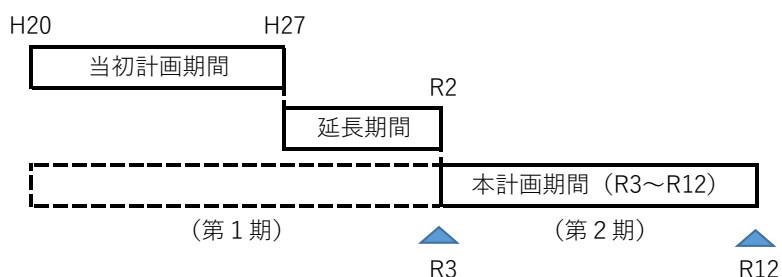 H20 H27
当初計画期間
R2
延長期間
本計画期間（R3～R12）
（第１期） （第２期）
R3 R12